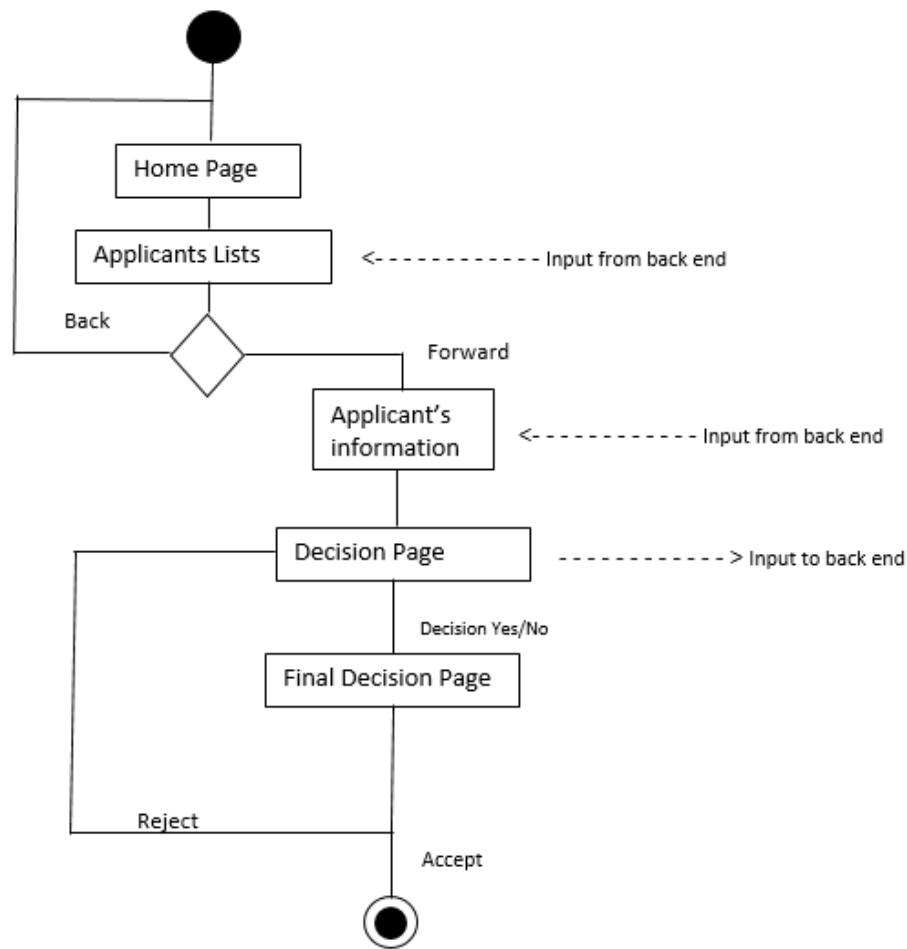 Home Page
Applicants Lists
Input from back end
Back
Forward
Applicant's
information
Input from back end
Decision Page
Input to back end
Decision Yes/No
Final Decision Page
Reject
Accept